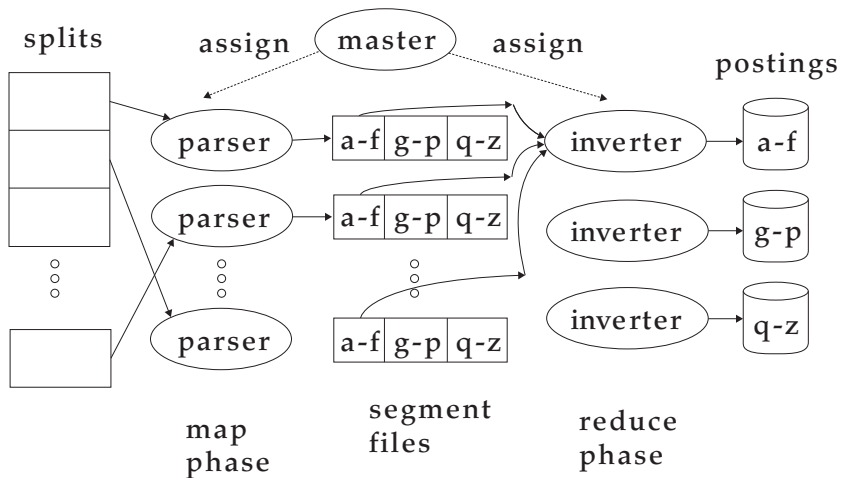 splits
assign
master
assign
postings
parser
a-f g-p q-z
inverter
a-f
parser
a-f g-p q-z
inverter
g-p
parser
a-f g-p q-z
inverter
q-z
map
phase
segment
files
reduce
phase